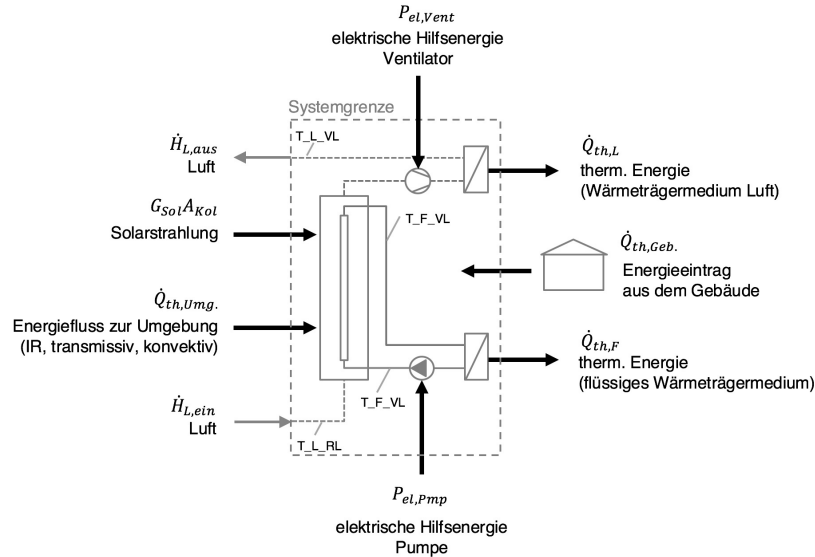 P_el,Vent
elektrische Hilfsenergie
Ventilator
Systemgrenze
T_L_VL
Ḣ_L,aus
Luft
Q̇_th,L
therm. Energie
(Wärmeträgermedium Luft)
G_Sol A_Kol
Solarstrahlung
T_F_VL
Q̇_th,Geb.
Energieeintrag
aus dem Gebäude
Q̇_th,Umg.
Energiefluss zur Umgebung
(IR, transmissiv, konvektiv)
Q̇_th,F
therm. Energie
(flüssiges Wärmeträgermedium)
T_F_VL
Ḣ_L,ein
Luft
T_L_RL
P_el,Pmp
elektrische Hilfsenergie
Pumpe